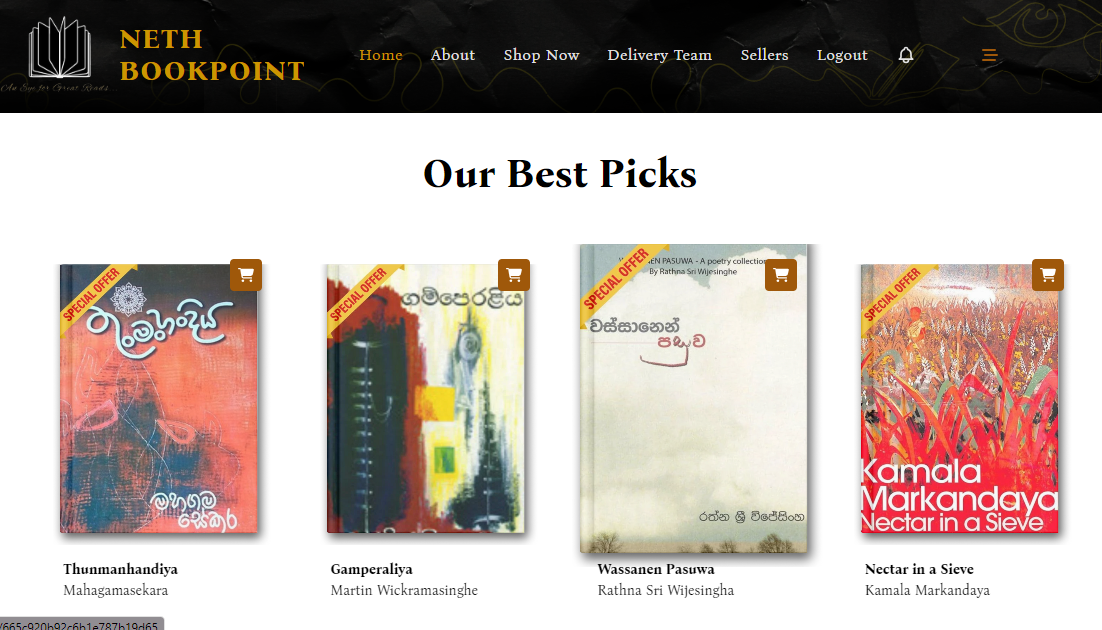 NETH
BOOKPOINT
An Eye for Great Reads...
Home About Shop Now Delivery Team Sellers Logout
Our Best Picks
SPECIAL OFFER
තුංමංහංදිය
මහගම
සේකර
SPECIAL OFFER
ගම්පෙරළිය
SPECIAL OFFER
EN PASUWA - A poetry collection
By Rathna Sri Wijesinghe
වස්සානෙන්
පසුව
රත්න ශ්‍රී විජේසිංහ
SPECIAL OFFER
Kamala
Markandaya
Nectar in a Sieve
Thunmanhandiya
Mahagamasekara
Gamperaliya
Martin Wickramasinghe
Wassanen Pasuwa
Rathna Sri Wijesingha
Nectar in a Sieve
Kamala Markandaya
/665c920b92c6b1e787b19d65